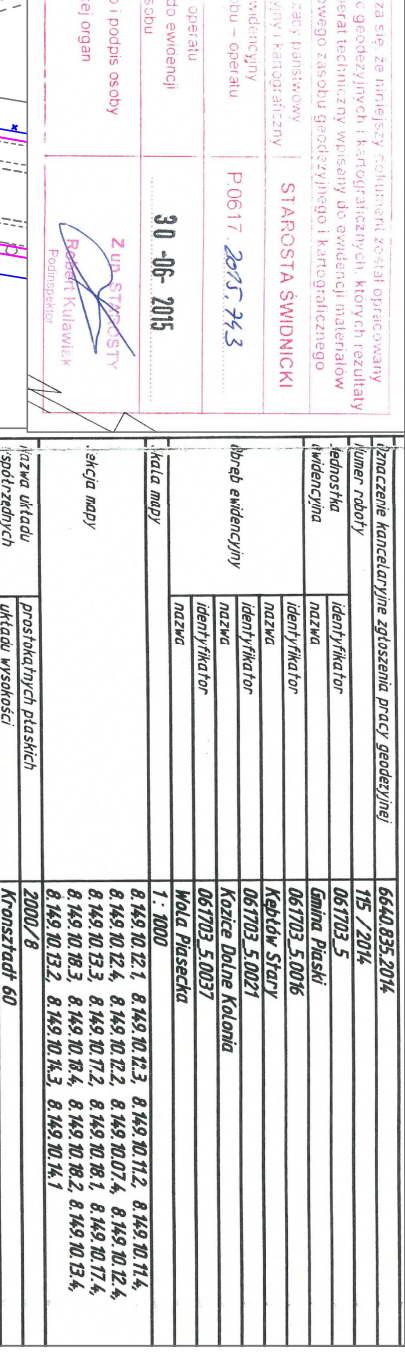 za się, że niniejszy dokument został opracowany
c geodezyjnych i kartograficznych, których rezultaty
erat techniczny wpisany do ewidencji materiałów
owego zasobu geodezyjnego i kartograficznego
zący państwowy
yjny i kartograficzny
STAROSTA ŚWIDNICKI
widencyjny
bu – operatu
P.0617.2015.743
operatu
do ewidencji
sobu
30 -06- 2015
o i podpis osoby
ej organ
Z up. STAROSTY
Robert Kulawiak
Podinspektor
znaczenie kancelaryjne zgłoszenia pracy geodezyjnej 6640.835.2014
umer roboty 115 / 2014
Jednostka ewidencyjna identyfikator 061703_5
nazwa Gmina Piaski
Obręb ewidencyjny identyfikator 061703_5.0016
nazwa Kębłów Stary
identyfikator 061703_5.0021
nazwa Kozice Dolne Kolonia
identyfikator 061703_5.0037
nazwa Wola Piasecka
kala mapy 1 : 1000
ekcja mapy
8.149.10.12.1, 8.149.10.12.3, 8.149.10.11.2, 8.149.10.11.4,
8.149.10.12.4, 8.149.10.12.2, 8.149.10.07.4, 8.149.10.12.4,
8.149.10.13.3, 8.149.10.17.2, 8.149.10.18.1, 8.149.10.17.4,
8.149.10.18.3, 8.149.10.18.4, 8.149.10.18.2, 8.149.10.13.4,
8.149.10.13.2, 8.149.10.14.3, 8.149.10.14.1
Nazwa układu współrzędnych prostokątnych płaskich 2000/8
układu wysokości Kronsztadt 60